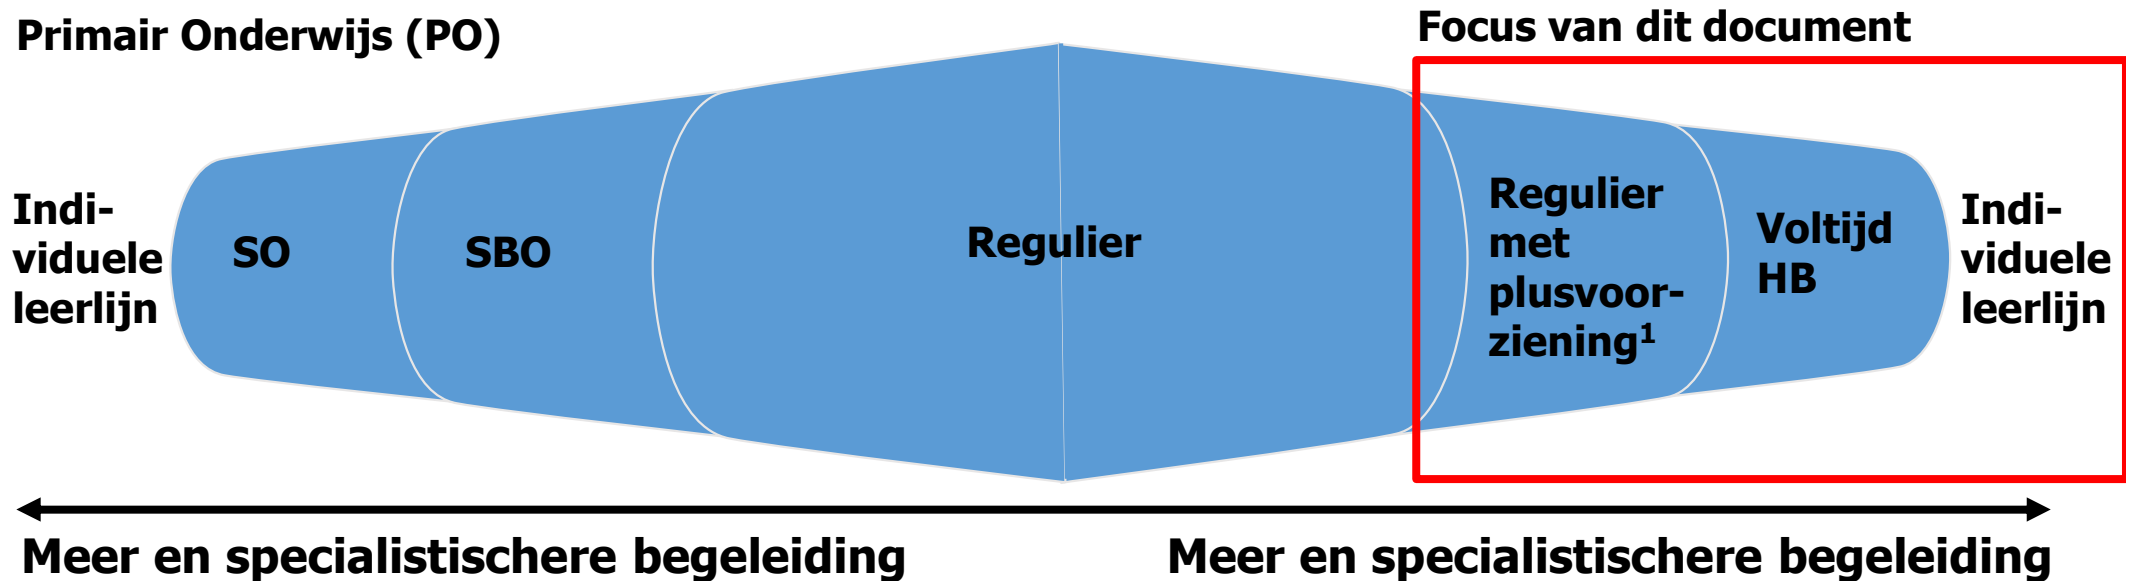 Primair Onderwijs (PO)
Focus van dit document
Indi-
viduele
leerlijn
SO
SBO
Regulier
Regulier
met
plusvoor-
ziening¹
Voltijd
HB
Indi-
viduele
leerlijn
Meer en specialistischere begeleiding
Meer en specialistischere begeleiding